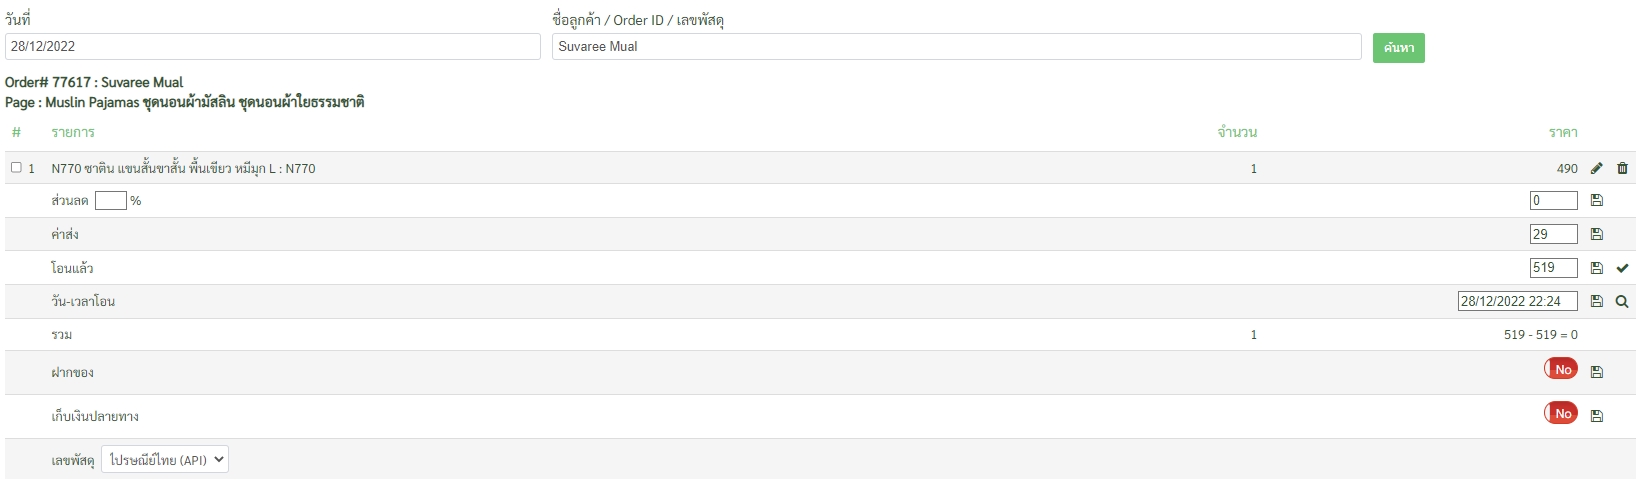 วันที่
ชื่อลูกค้า / Order ID / เลขพัสดุ
28/12/2022
Suvaree Mual
ค้นหา
Order# 77617 : Suvaree Mual
Page : Muslin Pajamas ชุดนอนผ้ามัสลิน ชุดนอนผ้าใยธรรมชาติ
# รายการ จำนวน ราคา
1 N770 ซาติน แขนสั้นขาสั้น พื้นเขียว หมีมุก L : N770 1 490
ส่วนลด % 0
ค่าส่ง 29
โอนแล้ว 519
วัน-เวลาโอน 28/12/2022 22:24
รวม 1 519 - 519 = 0
ฝากของ No
เก็บเงินปลายทาง No
เลขพัสดุ ไปรษณีย์ไทย (API)